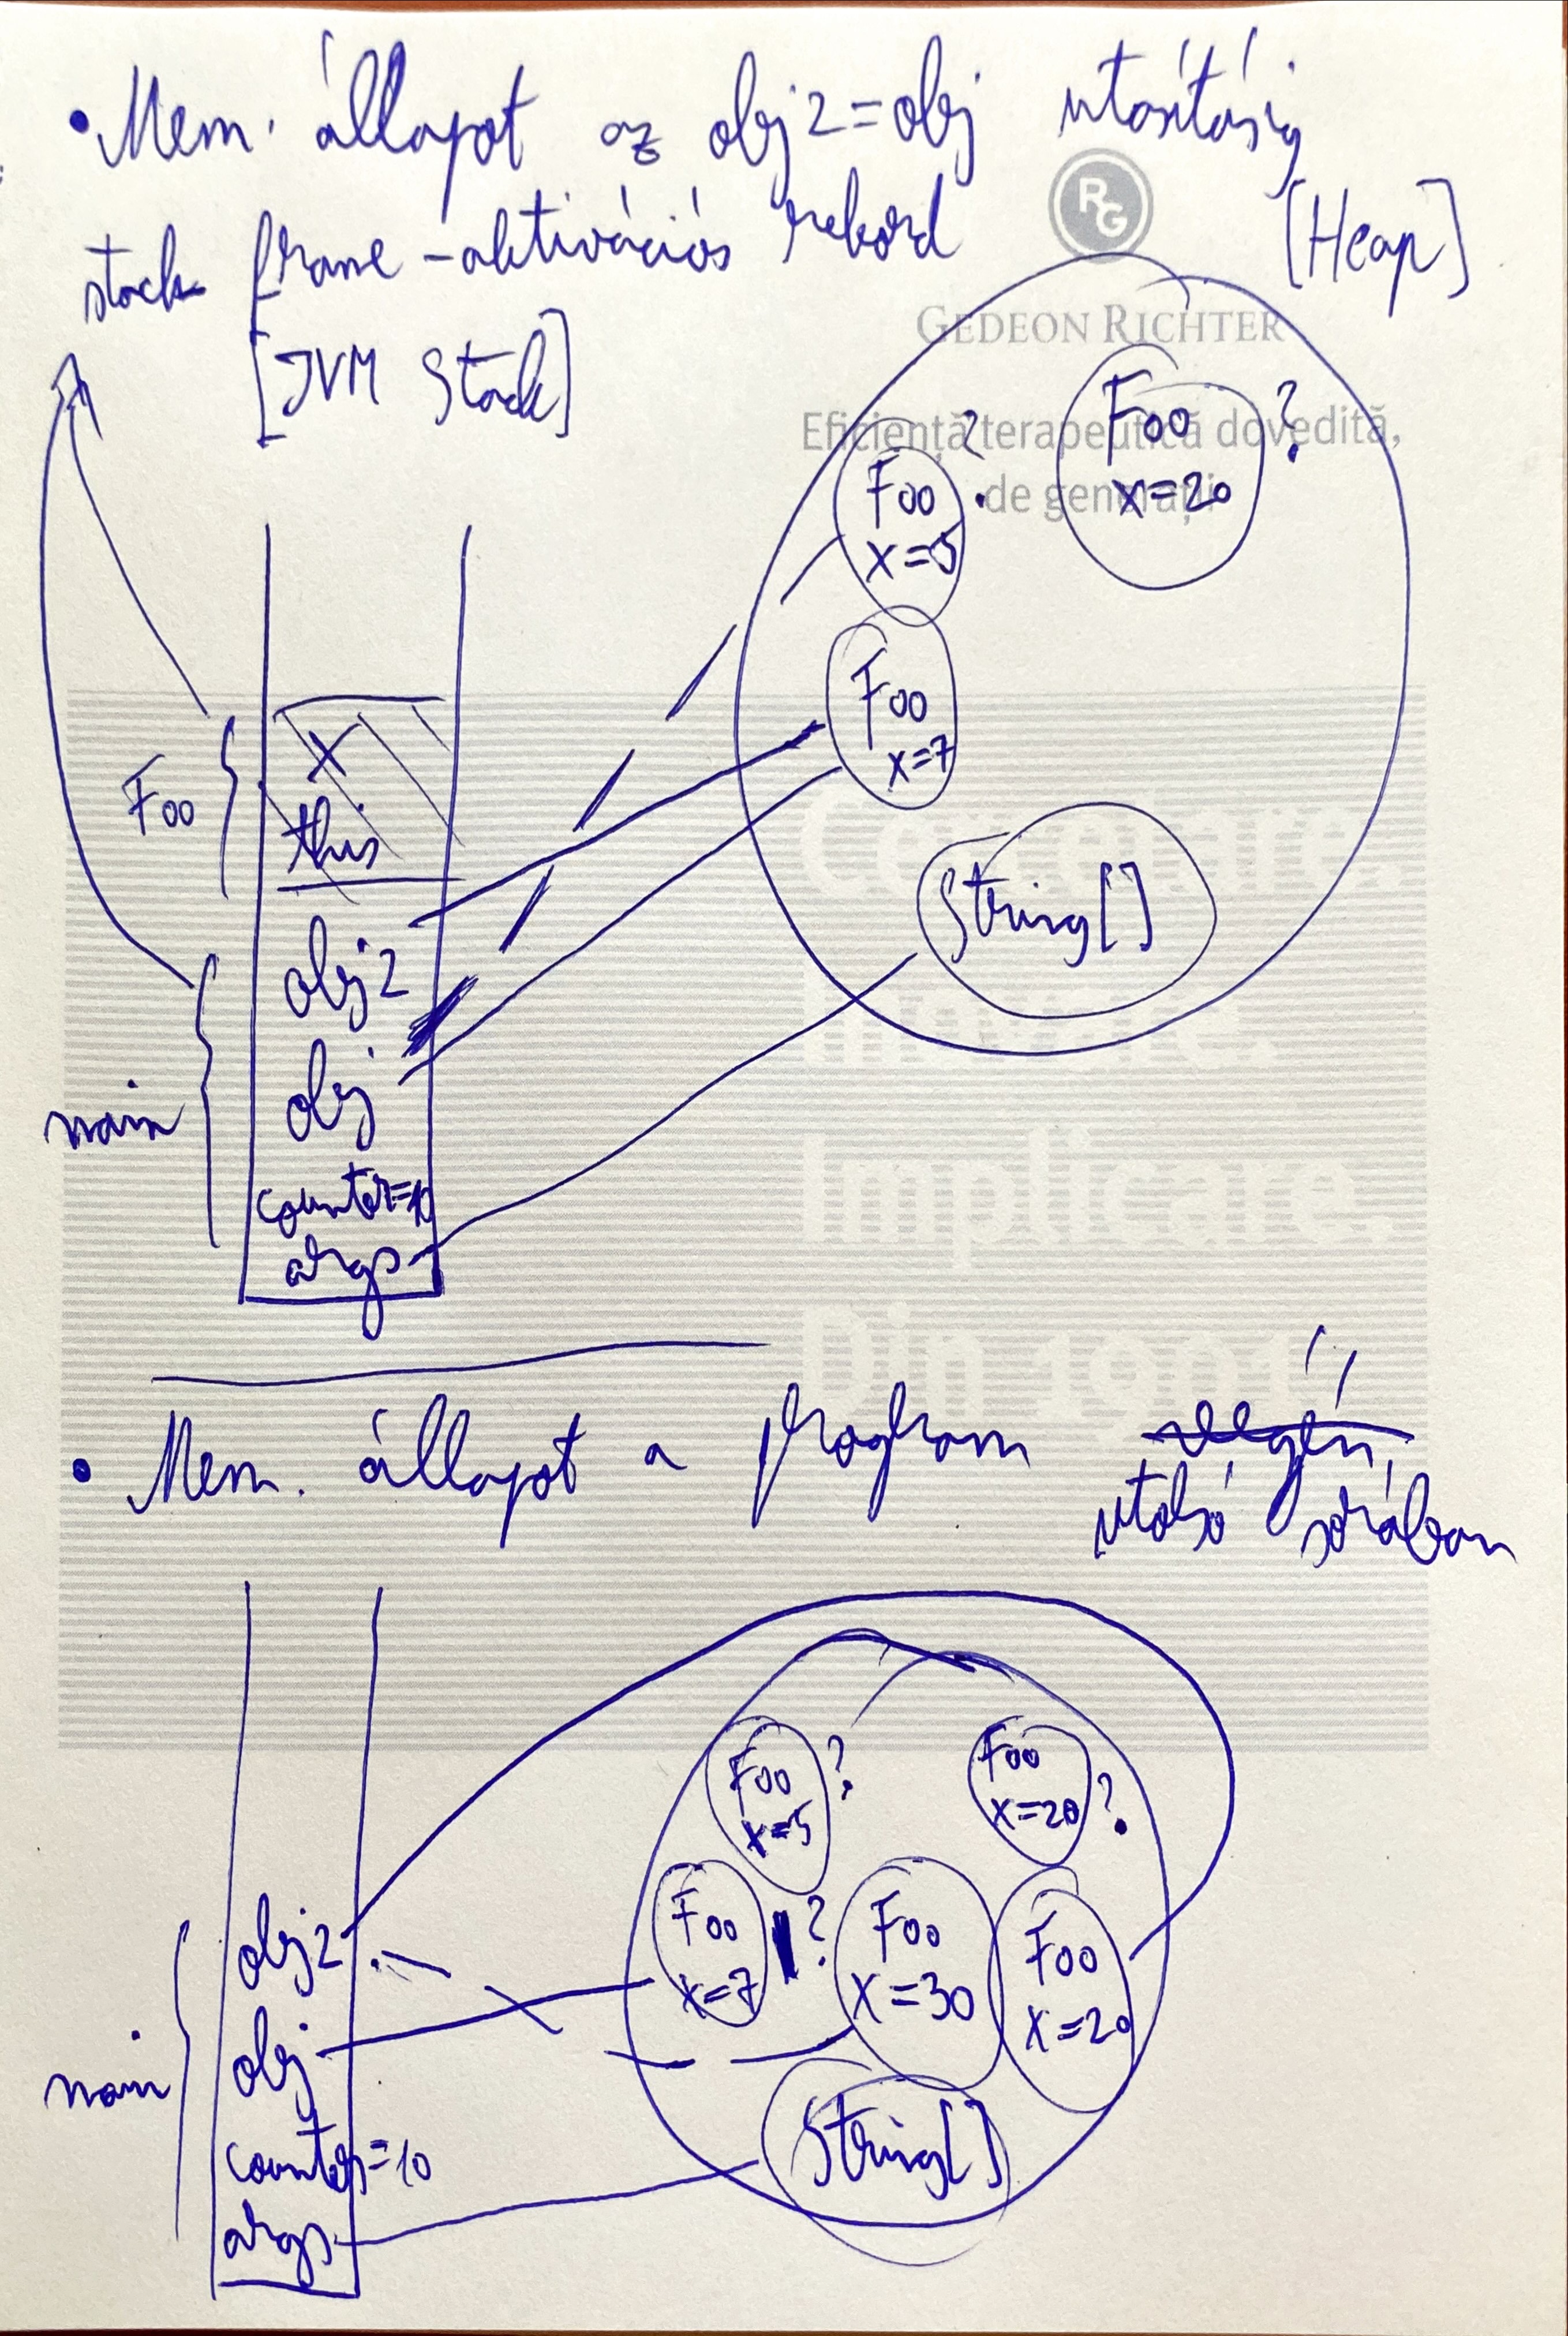 • Mem. állapot az obj2=obj utasításig
stack frame - aktivációs rekord
[Heap]
[JVM Stack]
RG
GEDEON RICHTER
Eficiență terapeutică dovedită,
de generații
Foo ?
x=5
Foo ?
x=20
Foo
x=7
String[]
Foo
x
this
main
obj2
obj
counter=10
args
Implicare.
• Mem. állapot a program végén
utolsó sorában
Foo ?
x=5
Foo
x=20 ?
Foo ?
x=7
Foo
x=30
Foo
x=20
String[]
main
obj2
obj
counter=10
args